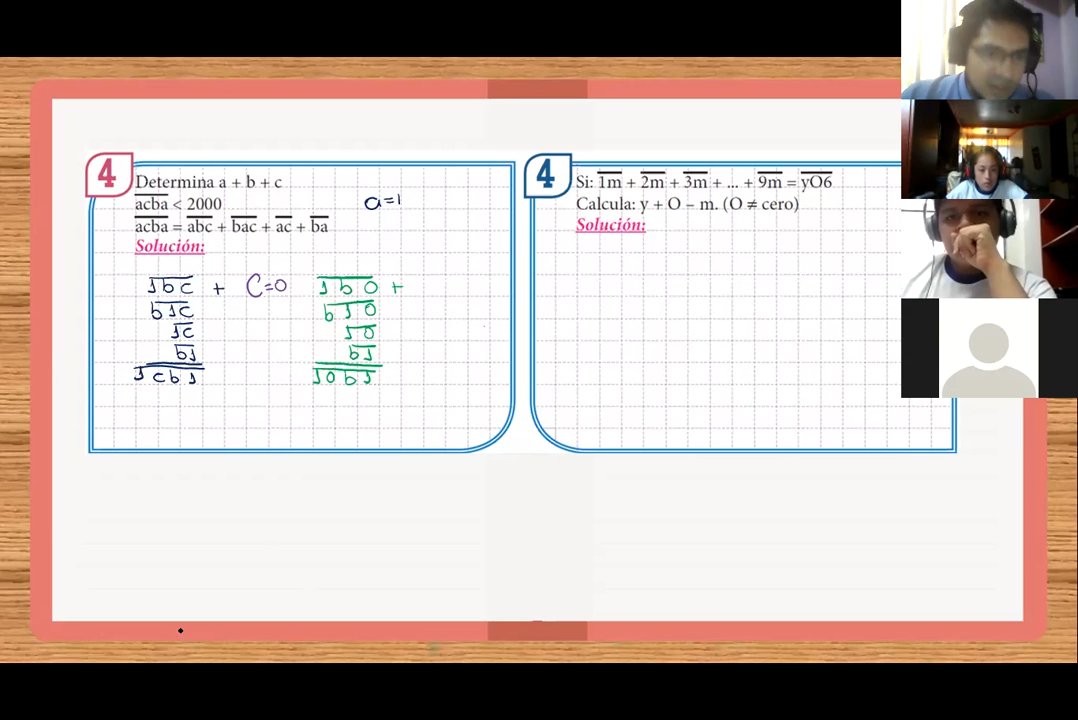 4
Determina a + b + c
acba < 2000
acba = abc + bac + ac + ba
Solución:
a=1
1bc +
b1c
1c
b1
1cb1
C=0
1b0 +
b10
10
b1
10b1
4
Si: 1m + 2m + 3m + ... + 9m = yO6
Calcula: y + O – m. (O ≠ cero)
Solución: